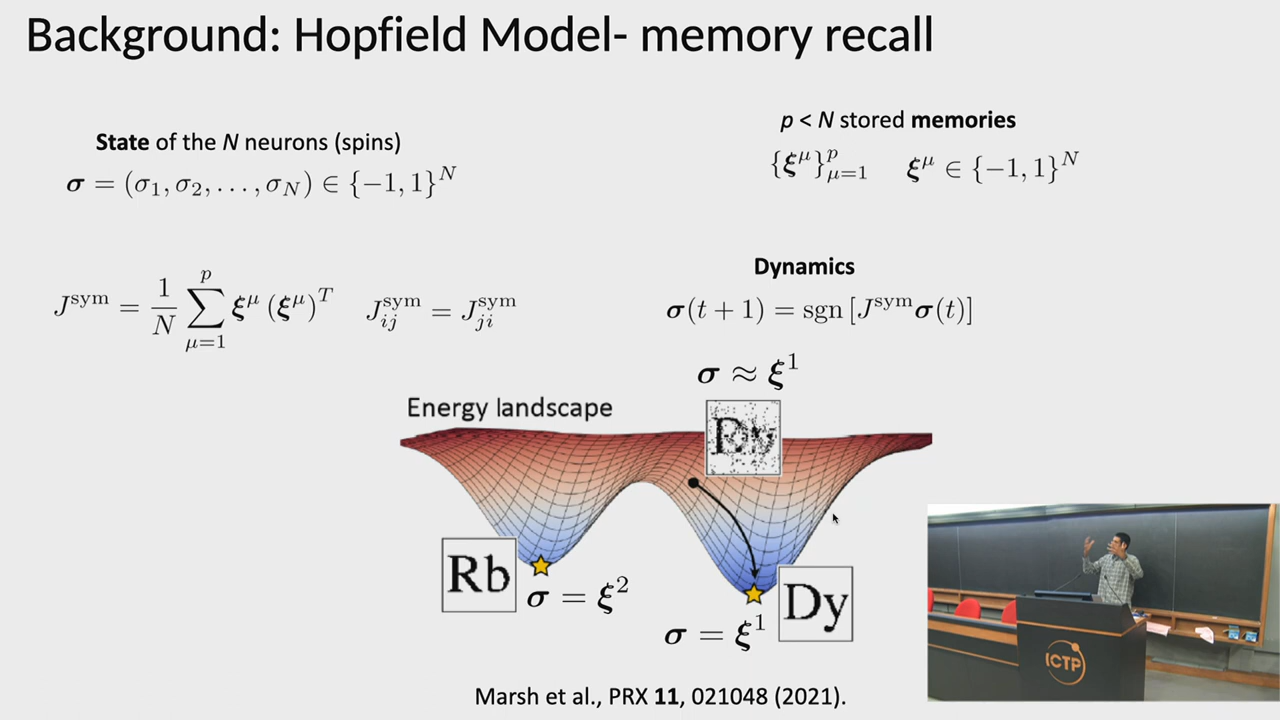 Background: Hopfield Model- memory recall
State of the N neurons (spins)
σ = (σ₁, σ₂, . . . , σ_N) ∈ {−1, 1}^N
p < N stored memories
{ξ^μ}^p_{μ=1} ξ^μ ∈ {−1, 1}^N
J^sym = 1/N ∑_{μ=1}^p ξ^μ (ξ^μ)^T J^sym_ij = J^sym_ji
Dynamics
σ(t + 1) = sgn [J^sym σ(t)]
σ ≈ ξ¹
Energy landscape
Dy
Rb
σ = ξ²
Dy
σ = ξ¹
ICTP
Marsh et al., PRX 11, 021048 (2021).